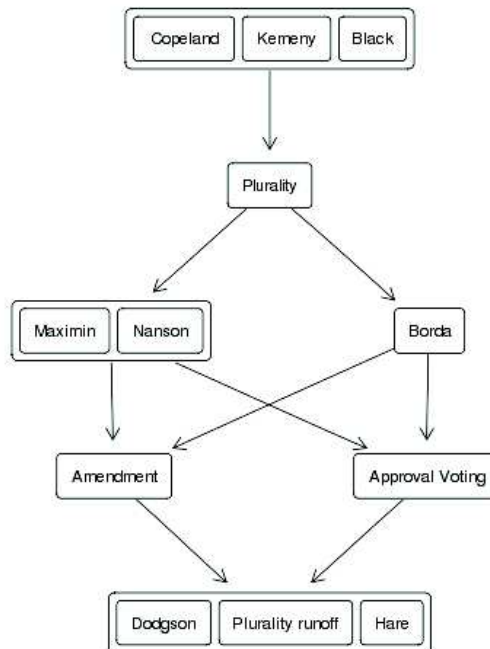 Copeland Kemeny Black
Plurality
Maximin Nanson Borda
Amendment Approval Voting
Dodgson Plurality runoff Hare